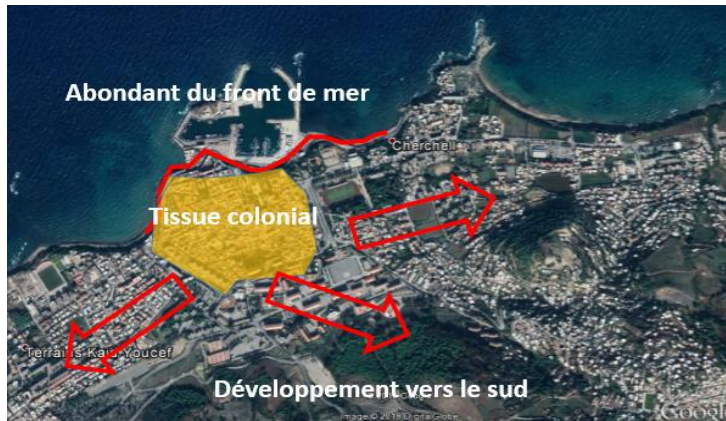 Abondant du front de mer
Cherchell
Tissue colonial
Terrains Kaid Youcef
Développement vers le sud
Image © 2018 DigitalGlobe
Google